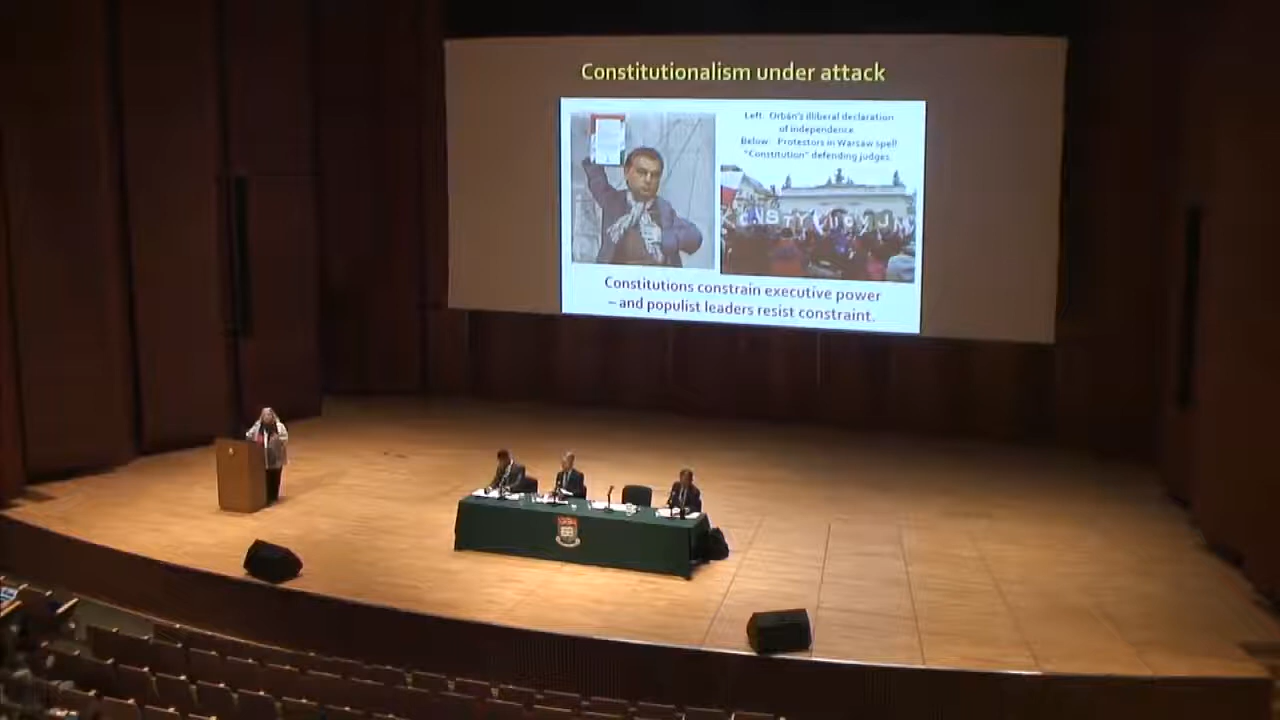 Constitutionalism under attack
Left: Orbán's illiberal declaration
of independence
Below: Protestors in Warsaw spell
"Constitution" defending judges.
KONSTYTUCYJN
Constitutions constrain executive power
– and populist leaders resist constraint.